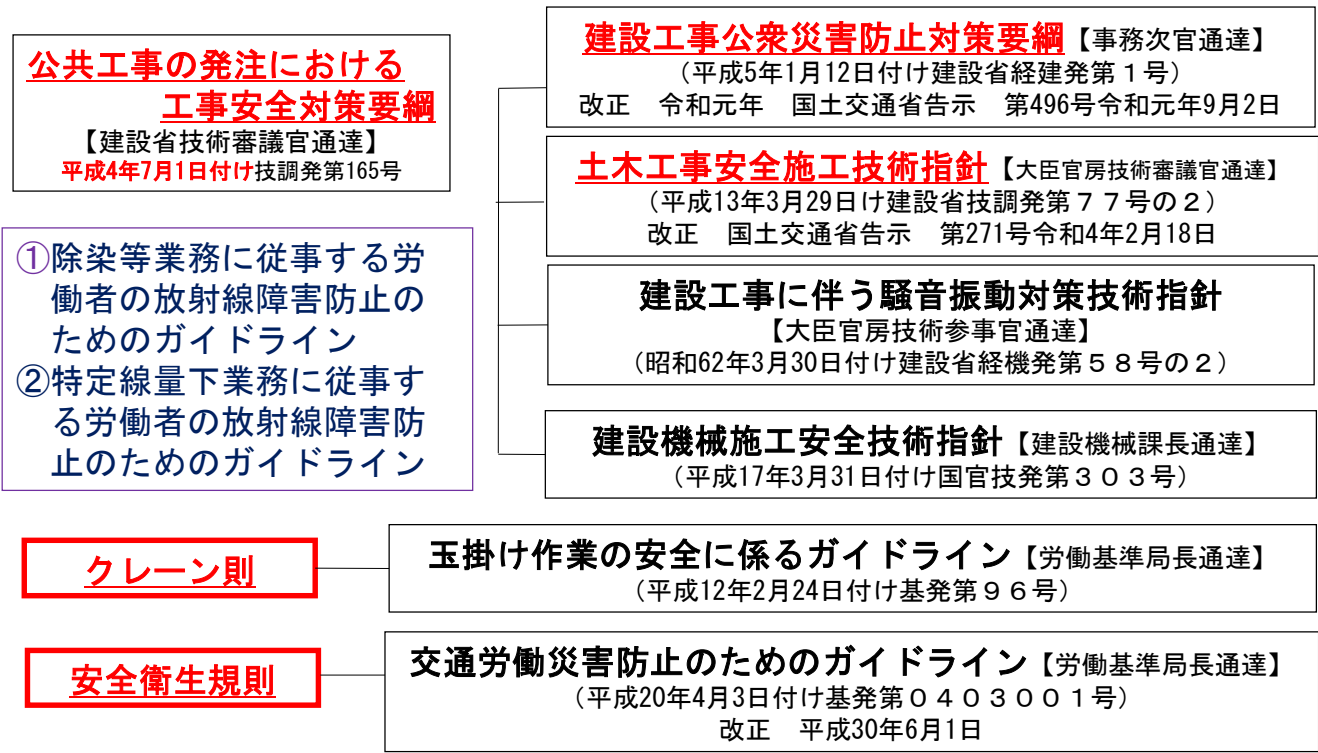 公共工事の発注における
工事安全対策要綱
【建設省技術審議官通達】
平成4年7月1日付け技調発第165号
①除染等業務に従事する労
働者の放射線障害防止の
ためのガイドライン
②特定線量下業務に従事す
る労働者の放射線障害防
止のためのガイドライン
建設工事公衆災害防止対策要綱【事務次官通達】
（平成5年1月12日付け建設省経建発第１号）
改正　令和元年　国土交通省告示　第496号令和元年9月2日
土木工事安全施工技術指針【大臣官房技術審議官通達】
（平成13年3月29日け建設省技調発第７７号の２）
改正　国土交通省告示　第271号令和4年2月18日
建設工事に伴う騒音振動対策技術指針
【大臣官房技術参事官通達】
（昭和62年3月30日付け建設省経機発第５８号の２）
建設機械施工安全技術指針【建設機械課長通達】
（平成17年3月31日付け国官技発第３０３号）
クレーン則
玉掛け作業の安全に係るガイドライン【労働基準局長通達】
（平成12年2月24日付け基発第９６号）
安全衛生規則
交通労働災害防止のためのガイドライン【労働基準局長通達】
（平成20年4月3日付け基発第０４０３００１号）
改正　平成30年6月1日